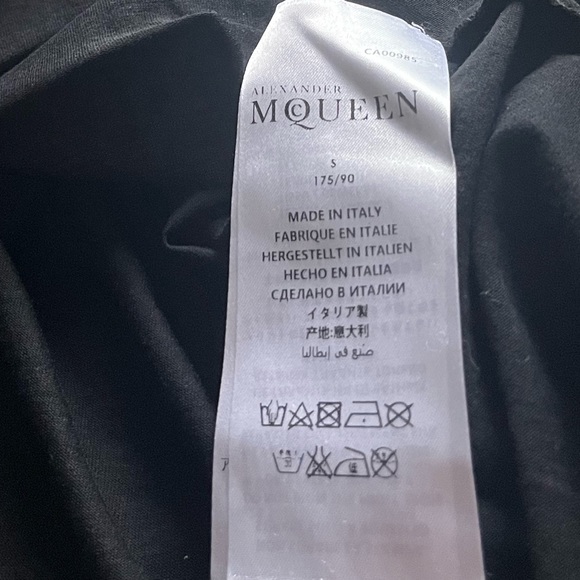 CA00985
ALEXANDER
MCQUEEN
S
175/90
MADE IN ITALY
FABRIQUE EN ITALIE
HERGESTELLT IN ITALIEN
HECHO EN ITALIA
СДЕЛАНО В ИТАЛИИ
イタリア製
产地:意大利
صنع في إيطاليا